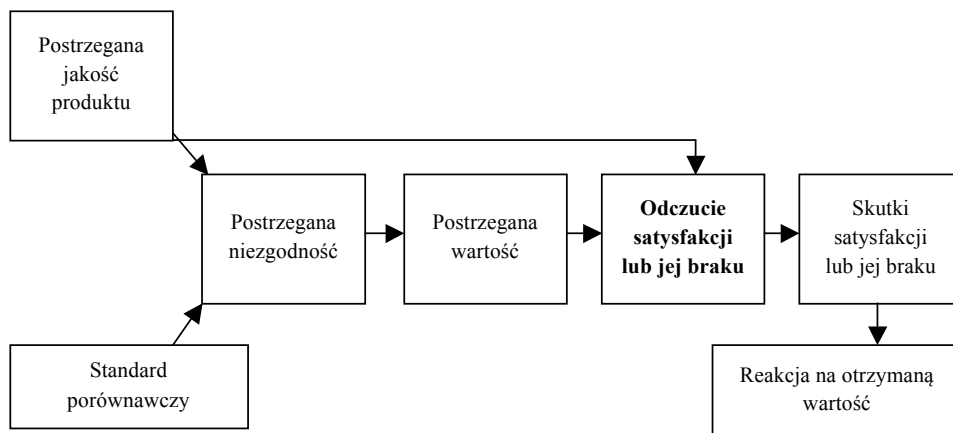 Postrzegana
jakość
produktu
Postrzegana
niezgodność
Postrzegana
wartość
Odczucie
satysfakcji
lub jej braku
Skutki
satysfakcji
lub jej braku
Standard
porównawczy
Reakcja na otrzymaną
wartość